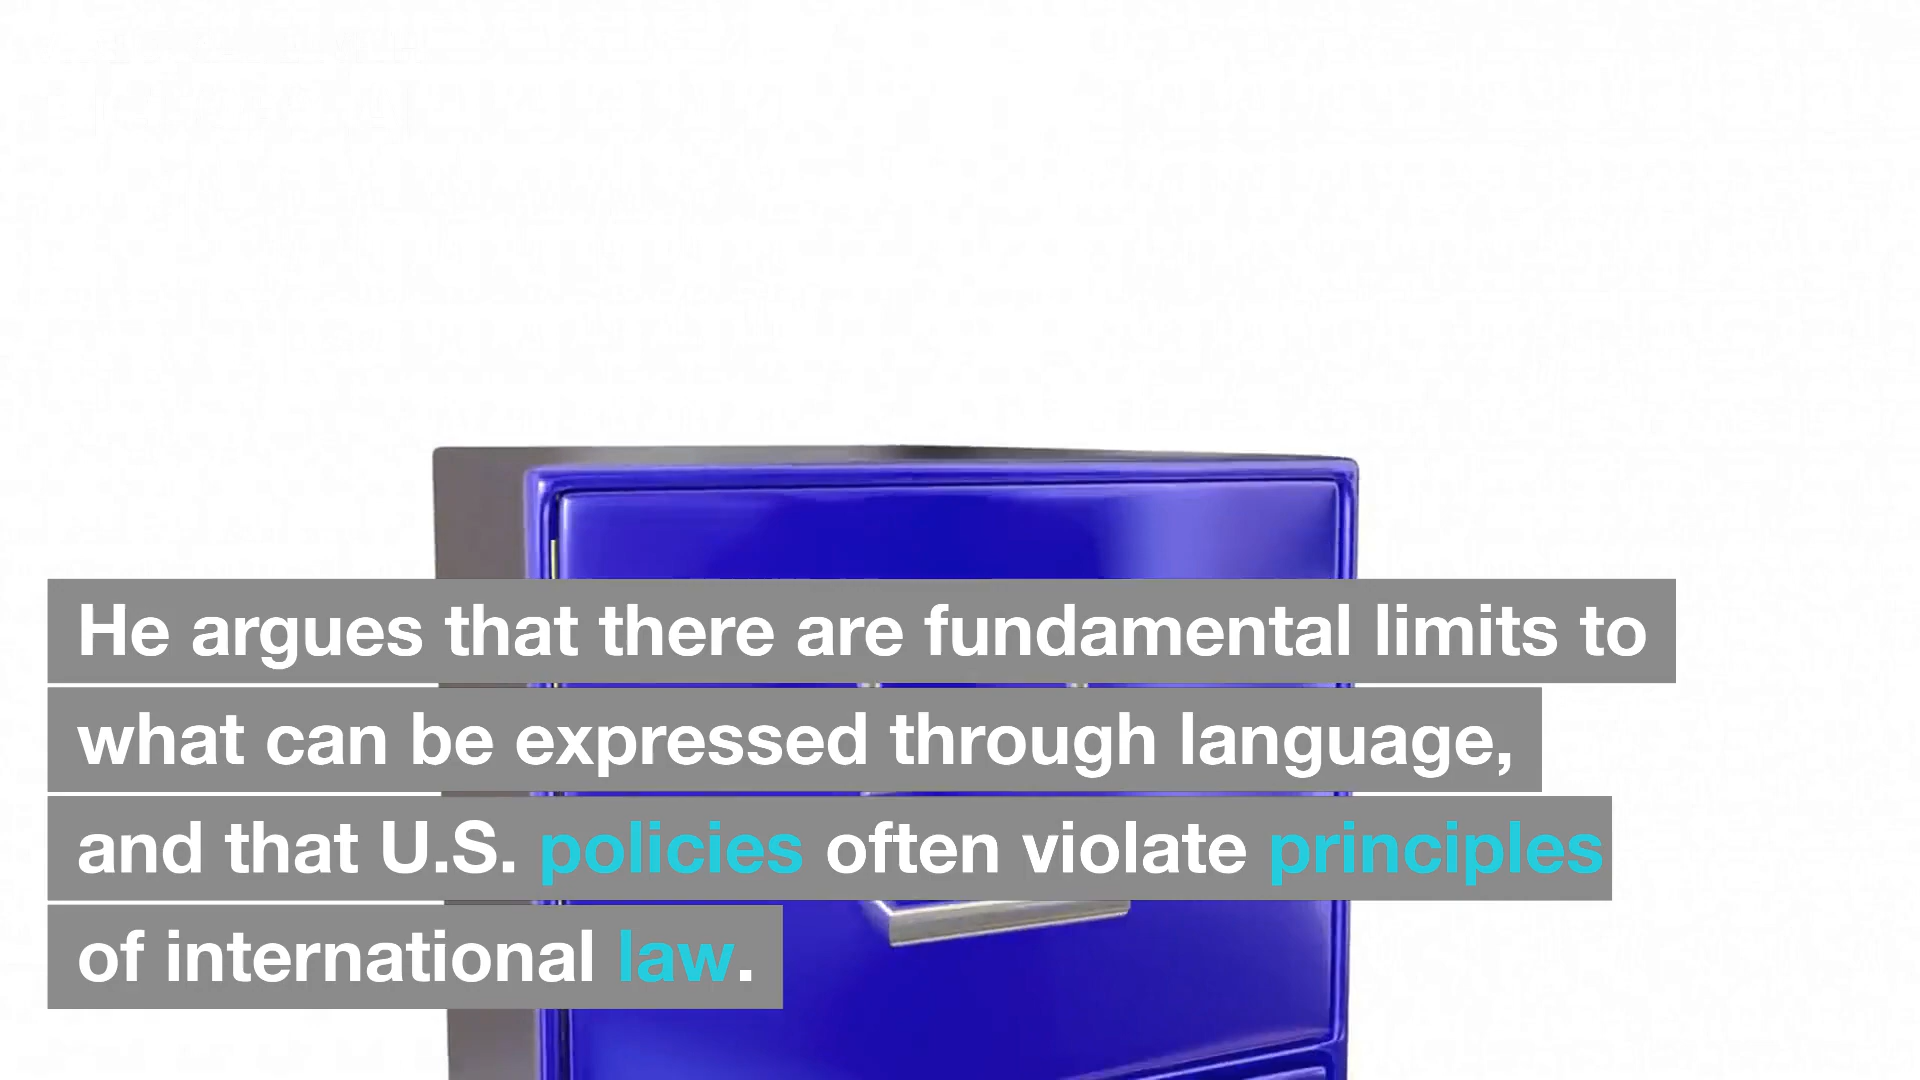 He argues that there are fundamental limits to
what can be expressed through language,
and that U.S. policies often violate principles
of international law.